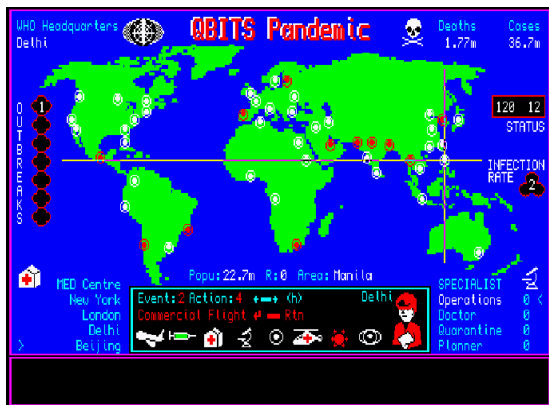 WHO Headquarters
Delhi
QBITS Pandemic
Deaths Cases
1.77m 36.7m
OUTBREAKS
1
120 12
STATUS
INFECTION
RATE
2
Popu:22.7m R:0 Area:Manila
MED Centre
New York
London
Delhi
> Beijing
Event:2 Action:4 ←−→ (h) Delhi
Commercial Flight ↵ − Rtn
SPECIALIST
Operations 0 <
Doctor 0
Quarantine 0
Planner 0